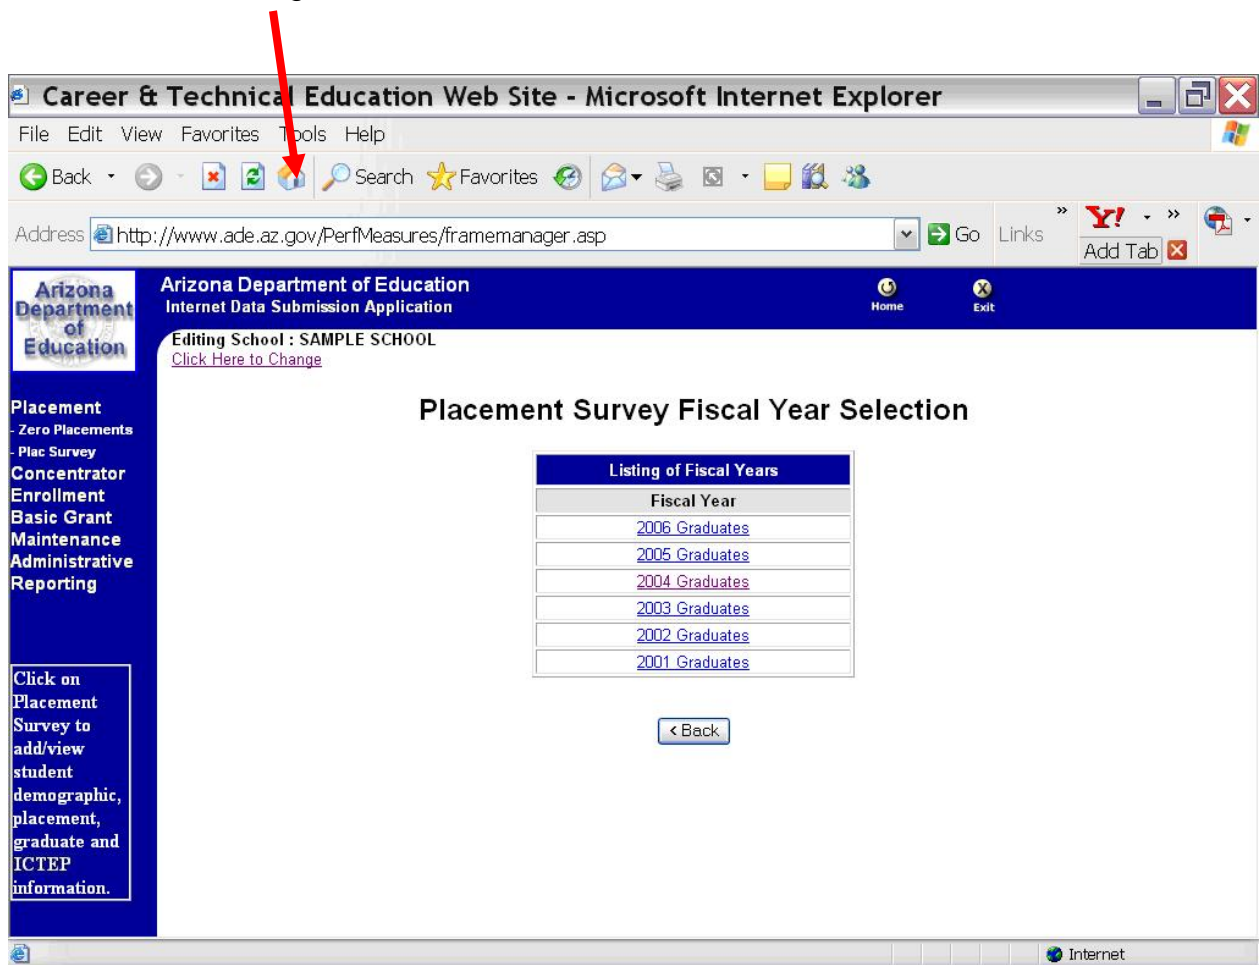 Career & Technical Education Web Site - Microsoft Internet Explorer
File Edit View Favorites Tools Help
Back Search Favorites
Address http://www.ade.az.gov/PerfMeasures/framemanager.asp Go Links » Y! » Add Tab
Arizona Department of Education
Arizona Department of Education
Internet Data Submission Application
Home Exit
Editing School : SAMPLE SCHOOL
Click Here to Change
Placement
- Zero Placements
- Plac Survey
Concentrator
Enrollment
Basic Grant
Maintenance
Administrative
Reporting
Click on
Placement
Survey to
add/view
student
demographic,
placement,
graduate and
ICTEP
information.
Placement Survey Fiscal Year Selection
Listing of Fiscal Years
Fiscal Year
2006 Graduates
2005 Graduates
2004 Graduates
2003 Graduates
2002 Graduates
2001 Graduates
< Back
Internet